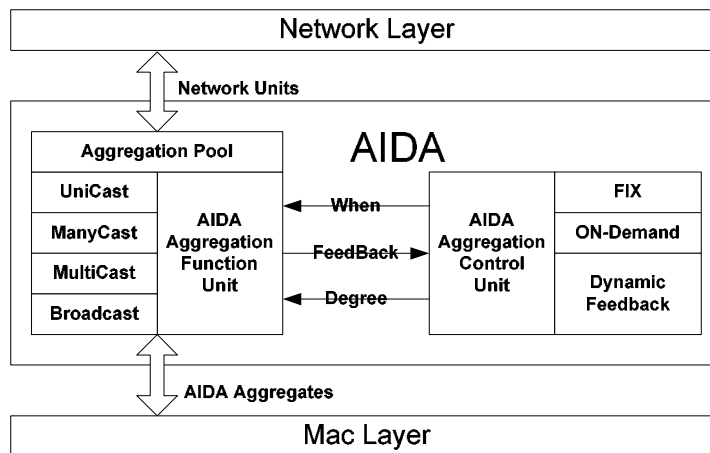 Network Layer
Network Units
AIDA
Aggregation Pool
UniCast
ManyCast
MultiCast
Broadcast
AIDA
Aggregation
Function
Unit
When
FeedBack
Degree
AIDA
Aggregation
Control
Unit
FIX
ON-Demand
Dynamic
Feedback
AIDA Aggregates
Mac Layer